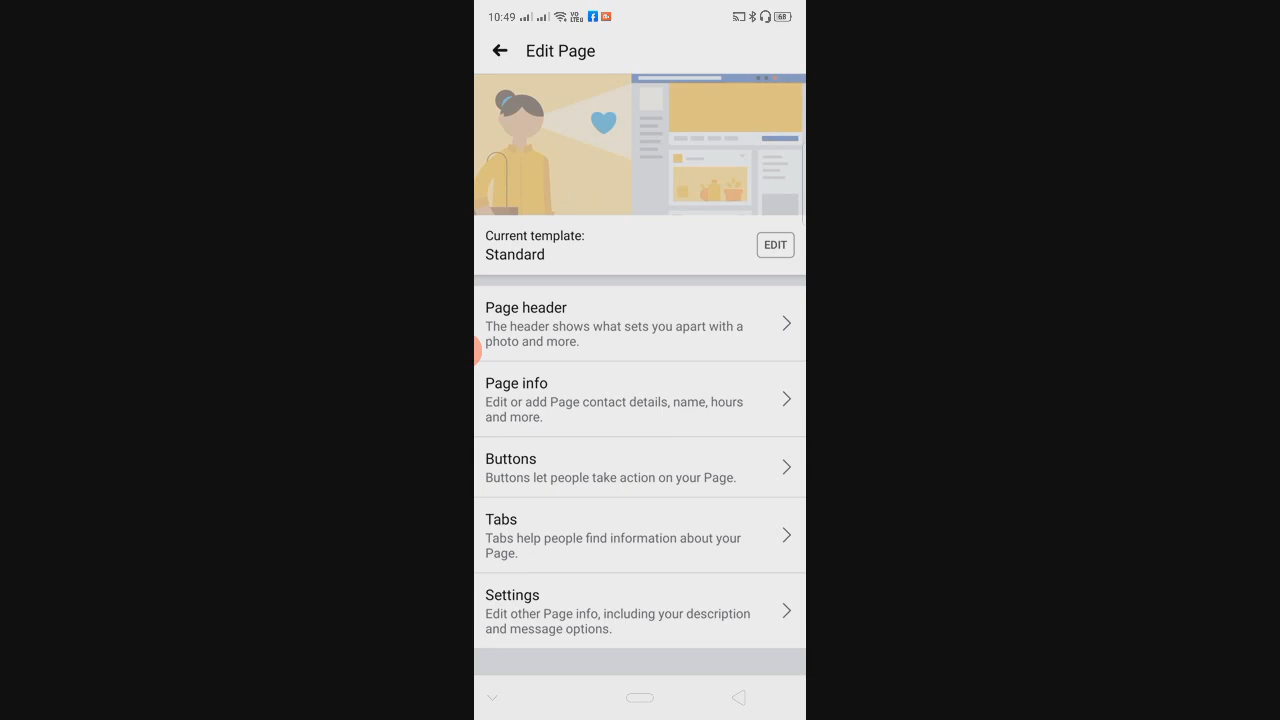 10:49 VO LTE 68
Edit Page
Current template:
Standard
EDIT
Page header
The header shows what sets you apart with a
photo and more.
Page info
Edit or add Page contact details, name, hours
and more.
Buttons
Buttons let people take action on your Page.
Tabs
Tabs help people find information about your
Page.
Settings
Edit other Page info, including your description
and message options.